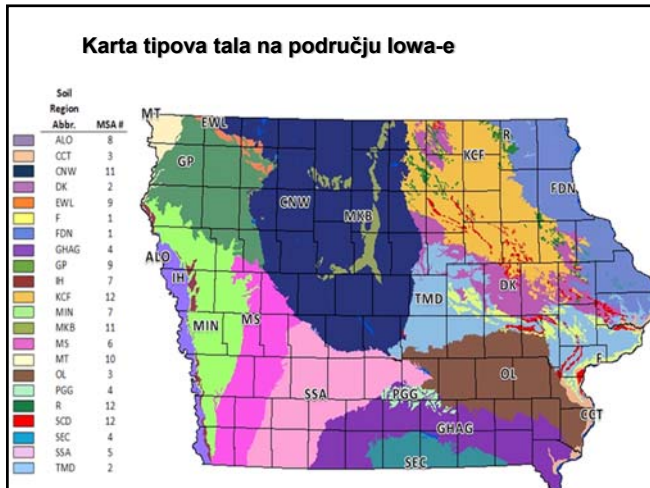 Karta tipova tala na području Iowa-e
Soil
Region
Abbr. MSA #
ALO 8
CCT 3
CNW 11
DK 2
EWL 9
F 1
FDN 1
GHAG 4
GP 9
IH 7
KCF 12
MIN 7
MKB 11
MS 6
MT 10
OL 3
PGG 4
R 12
SCD 12
SEC 4
SSA 5
TMD 2
MT
EWL
R
KCF
GP
FDN
CNW
MKB
ALO
IH
DK
TMD
MS
MIN
F
OL
SSA
PGG
CCT
GHAG
SEC